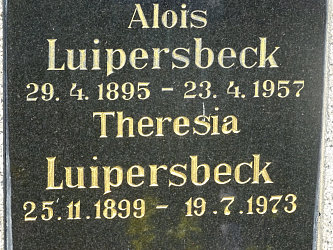 Alois
Luipersbeck
29. 4. 1895 - 23. 4. 1957
Theresia
Luipersbeck
25. 11. 1899 - 19. 7. 1973